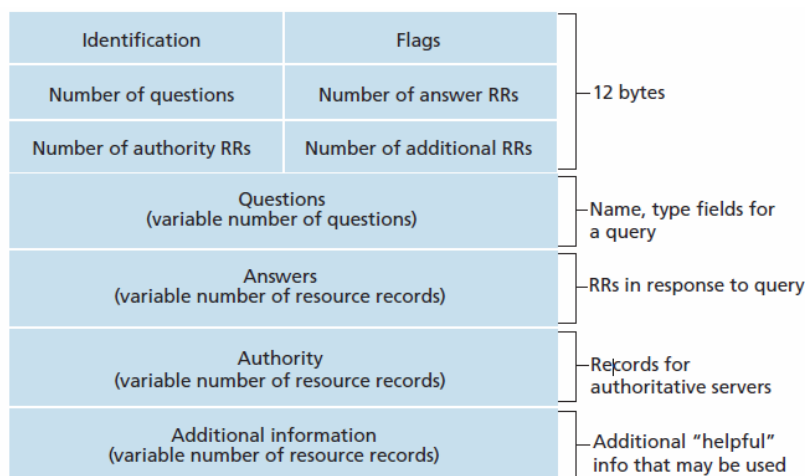 Identification
Flags
Number of questions
Number of answer RRs
12 bytes
Number of authority RRs
Number of additional RRs
Questions
(variable number of questions)
Name, type fields for
a query
Answers
(variable number of resource records)
RRs in response to query
Authority
(variable number of resource records)
Records for
authoritative servers
Additional information
(variable number of resource records)
Additional “helpful”
info that may be used